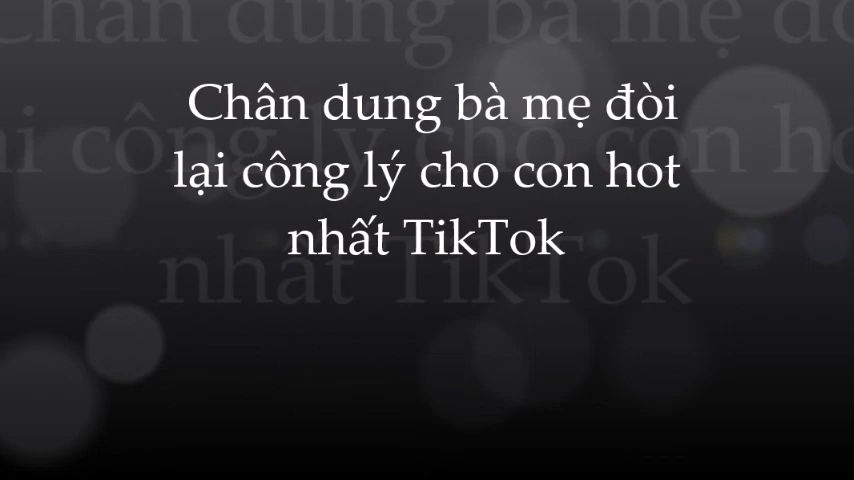 Chân dung bà mẹ đòi
lại công lý cho con hot
nhất TikTok